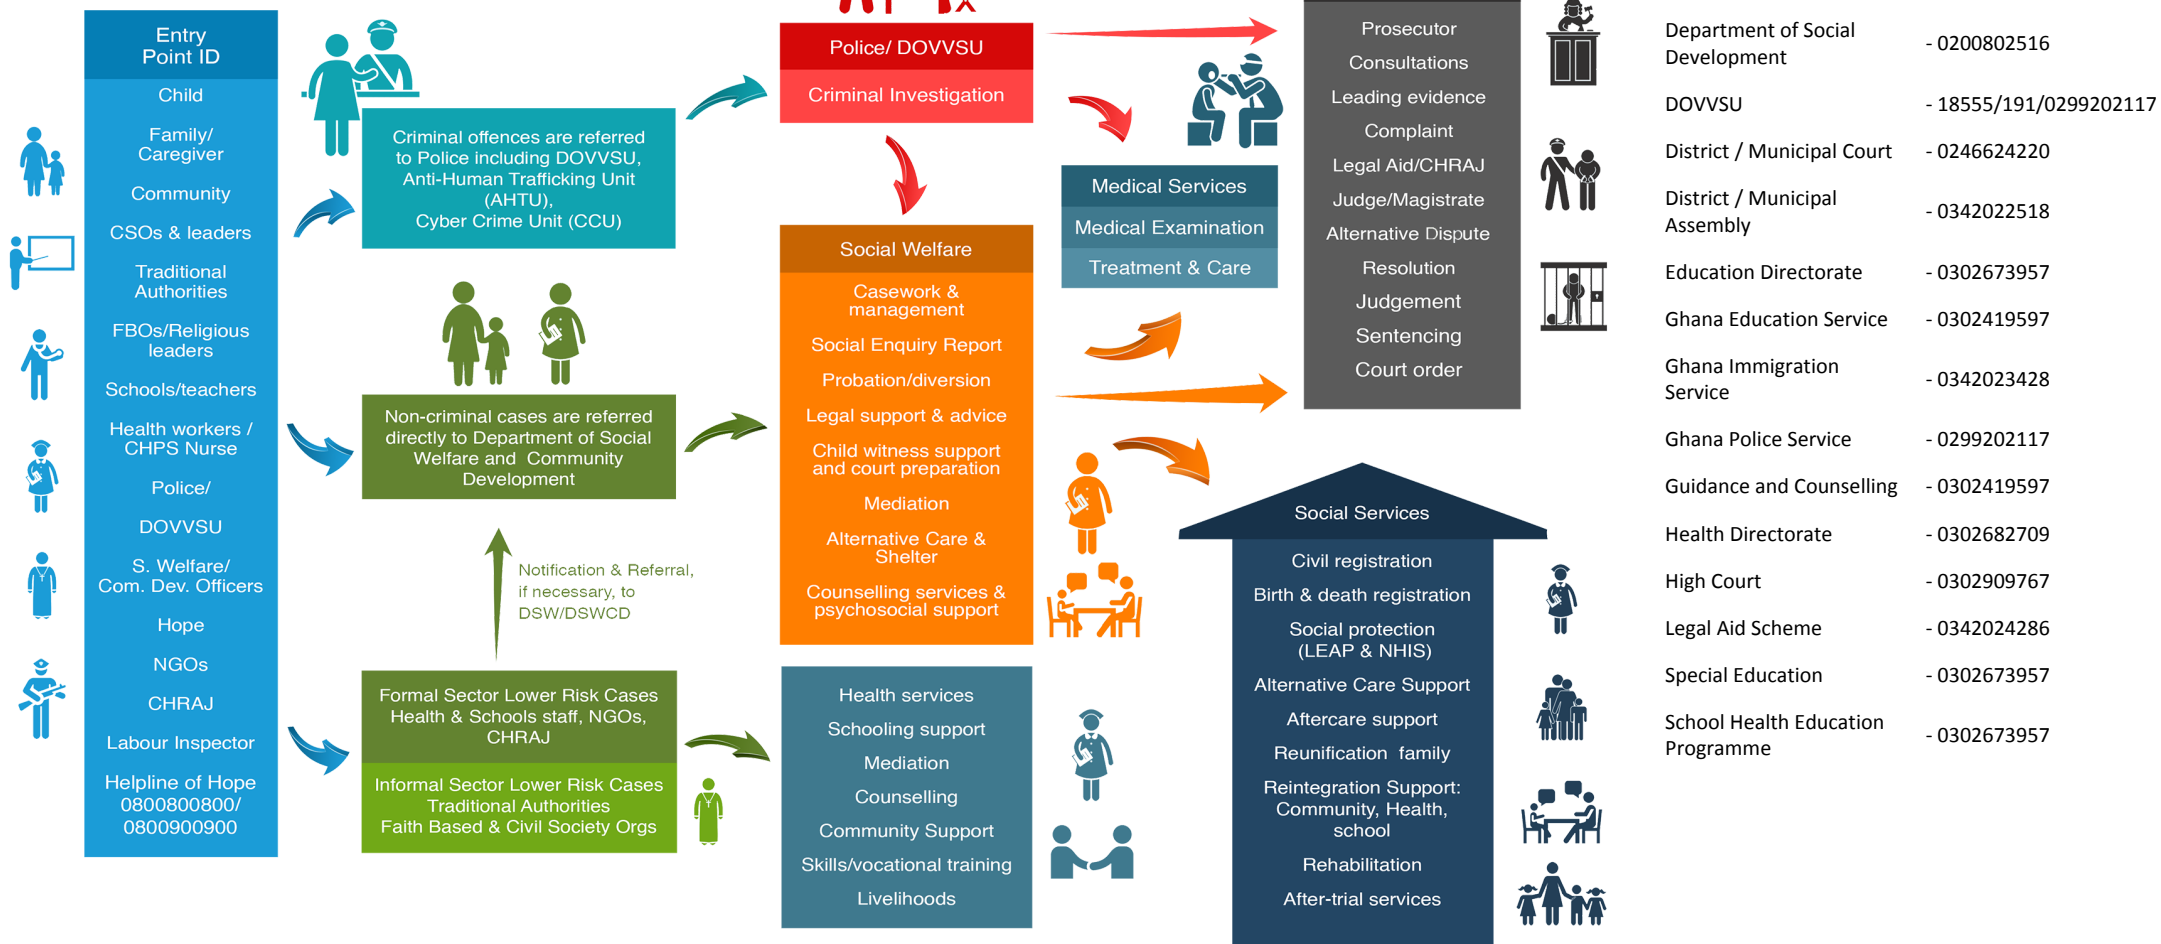 Entry
Point ID
Child
Family/
Caregiver
Community
CSOs & leaders
Traditional
Authorities
FBOs/Religious
leaders
Schools/teachers
Health workers /
CHPS Nurse
Police/
DOVVSU
S. Welfare/
Com. Dev. Officers
Hope
NGOs
CHRAJ
Labour Inspector
Helpline of Hope
0800800800/
0800900900
Criminal offences are referred
to Police including DOVVSU,
Anti-Human Trafficking Unit
(AHTU),
Cyber Crime Unit (CCU)
Non-criminal cases are referred
directly to Department of Social
Welfare and Community
Development
Notification & Referral,
if necessary, to
DSW/DSWCD
Formal Sector Lower Risk Cases
Health & Schools staff, NGOs,
CHRAJ
Informal Sector Lower Risk Cases
Traditional Authorities
Faith Based & Civil Society Orgs
Police/ DOVVSU
Criminal Investigation
Social Welfare
Casework &
management
Social Enquiry Report
Probation/diversion
Legal support & advice
Child witness support
and court preparation
Mediation
Alternative Care &
Shelter
Counselling services &
psychosocial support
Health services
Schooling support
Mediation
Counselling
Community Support
Skills/vocational training
Livelihoods
Medical Services
Medical Examination
Treatment & Care
Prosecutor
Consultations
Leading evidence
Complaint
Legal Aid/CHRAJ
Judge/Magistrate
Alternative Dispute
Resolution
Judgement
Sentencing
Court order
Social Services
Civil registration
Birth & death registration
Social protection
(LEAP & NHIS)
Alternative Care Support
Aftercare support
Reunification family
Reintegration Support:
Community, Health,
school
Rehabilitation
After-trial services
Department of Social
Development - 0200802516
DOVVSU - 18555/191/0299202117
District / Municipal Court - 0246624220
District / Municipal
Assembly - 0342022518
Education Directorate - 0302673957
Ghana Education Service - 0302419597
Ghana Immigration
Service - 0342023428
Ghana Police Service - 0299202117
Guidance and Counselling - 0302419597
Health Directorate - 0302682709
High Court - 0302909767
Legal Aid Scheme - 0342024286
Special Education - 0302673957
School Health Education
Programme - 0302673957